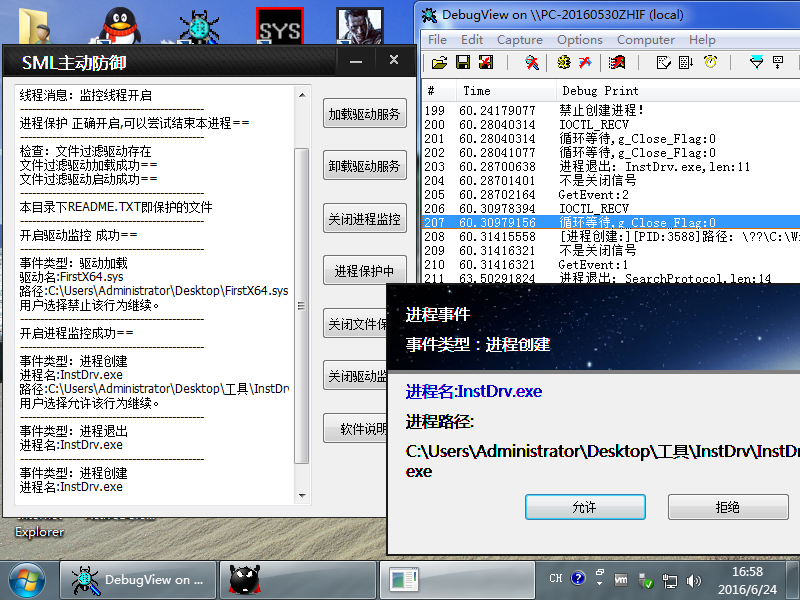 SYS
SML主动防御
线程消息: 监控线程开启
进程保护 正确开启,可以尝试结束本进程==
检查: 文件过滤驱动存在
文件过滤驱动加载成功==
文件过滤驱动启动成功==
本目录下README.TXT即保护的文件
开启驱动监控 成功==
事件类型: 驱动加载
驱动名:FirstX64.sys
路径:C:\Users\Administrator\Desktop\FirstX64.sys
用户选择禁止该行为继续。
开启进程监控成功==
事件类型: 进程创建
进程名:InstDrv.exe
路径:C:\Users\Administrator\Desktop\工具\InstDrv
用户选择允许该行为继续。
事件类型: 进程退出
进程名:InstDrv.exe
事件类型: 进程创建
进程名:InstDrv.exe
加载驱动服务
卸载驱动服务
关闭进程监控
进程保护中
关闭文件保
关闭驱动监
软件说明
DebugView on \\PC-20160530ZHIF (local)
File Edit Capture Options Computer Help
# Time Debug Print
199 60.24179077 禁止创建进程!
200 60.28040314 IOCTL_RECV
201 60.28040314 循环等待,g_Close_Flag:0
202 60.28041077 循环等待,g_Close_Flag:0
203 60.28700638 进程退出: InstDrv.exe,len:11
204 60.28701401 不是关闭信号
205 60.28702164 GetEvent:2
206 60.30978394 IOCTL_RECV
207 60.30979156 循环等待,g_Close_Flag:0
208 60.31415558 [进程创建:][PID:3588]路径: \??\C:\W
209 60.31416321 不是关闭信号
210 60.31416321 GetEvent:1
211 63.50291824 进程退出: SearchProtocol,len:14
进程事件
事件类型：进程创建
进程名:InstDrv.exe
进程路径:
C:\Users\Administrator\Desktop\工具\InstDrv\InstDr
exe
允许 拒绝
Explorer
DebugView on ...
CH
16:58
2016/6/24